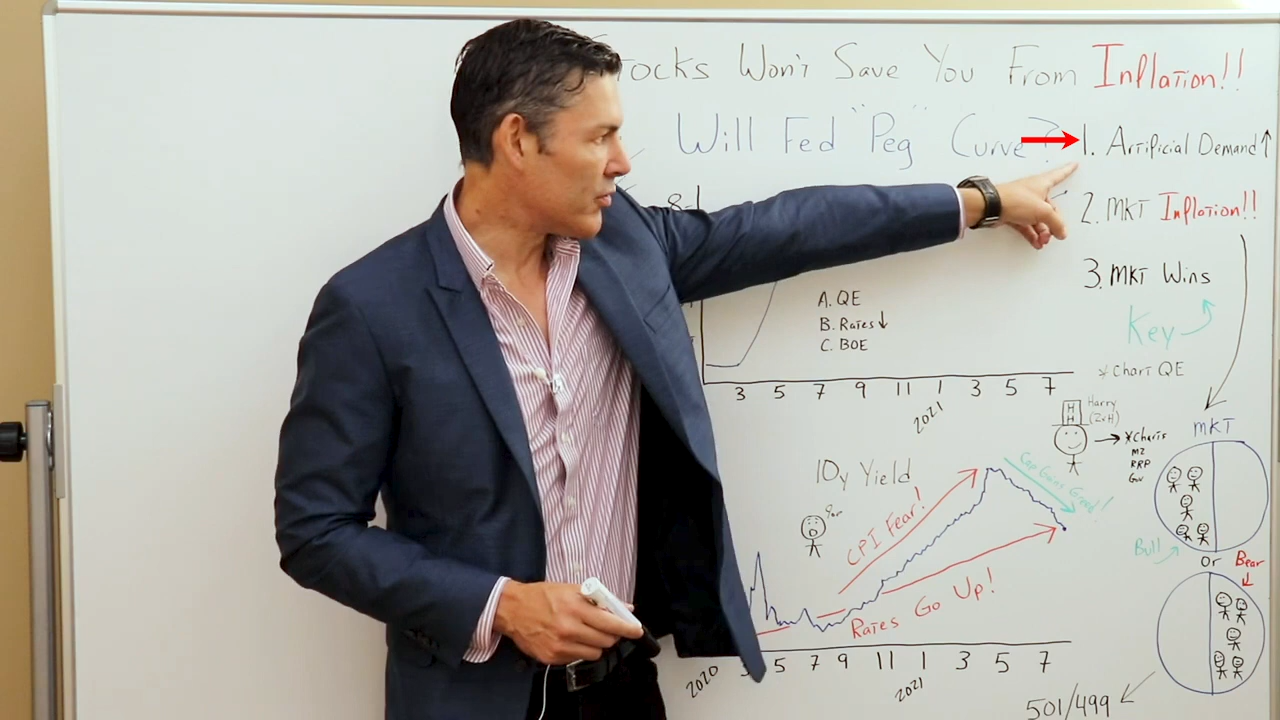 tocks Won't Save You From Inflation!!
Will Fed "Peg" Curve?
1. Artificial Demand↑
2. MKT Inflation!!
3. MKT Wins
Key
*Chart QE
8
A. QE
B. Rates↓
C. BOE
3 5 7 9 11 1 3 5 7
2021
Harry
(2xH)
H
H
→ *Charts
M2
RRP
MKT
10y Yield
CPI Fear!
Cap Gains Greed!
Rates Go Up!
Bull
Or
Bear
5 7 9 11 1 3 5 7
2020
2021
501/499